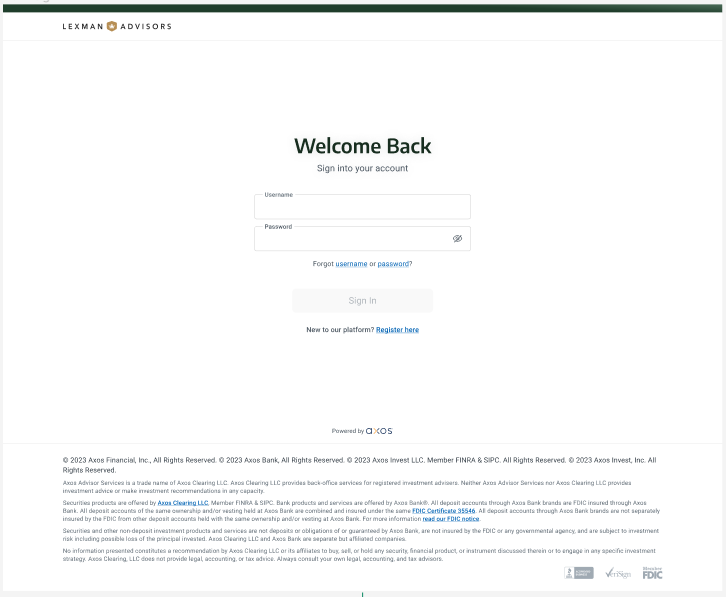 LEXMAN ADVISORS
Welcome Back
Sign into your account
Username
Password
Forgot username or password?
Sign In
New to our platform? Register here
Powered by axos
© 2023 Axos Financial, Inc., All Rights Reserved. © 2023 Axos Bank, All Rights Reserved. © 2023 Axos Invest LLC. Member FINRA & SIPC. All Rights Reserved. © 2023 Axos Invest, Inc. All
Rights Reserved.
Axos Advisor Services is a trade name of Axos Clearing LLC. Axos Clearing LLC provides back-office services for registered investment advisers. Neither Axos Advisor Services nor Axos Clearing LLC provides
investment advice or make investment recommendations in any capacity.
Securities products are offered by Axos Clearing LLC, Member FINRA & SIPC. Bank products and services are offered by Axos Bank®. All deposit accounts through Axos Bank brands are FDIC insured through Axos
Bank. All deposit accounts of the same ownership and/or vesting held at Axos Bank are combined and insured under the same FDIC Certificate 35546. All deposit accounts through Axos Bank brands are not separately
insured by the FDIC from other deposit accounts held with the same ownership and/or vesting at Axos Bank. For more information read our FDIC notice.
Securities and other non-deposit investment products and services are not deposits or obligations of or guaranteed by Axos Bank, are not insured by the FDIC or any governmental agency, and are subject to investment
risk including possible loss of the principal invested. Axos Clearing LLC and Axos Bank are separate but affiliated companies.
No information presented constitutes a recommendation by Axos Clearing LLC or its affiliates to buy, sell, or hold any security, financial product, or instrument discussed therein or to engage in any specific investment
strategy. Axos Clearing, LLC does not provide legal, accounting, or tax advice. Always consult your own legal, accounting, and tax advisors.
VeriSign
Member
FDIC